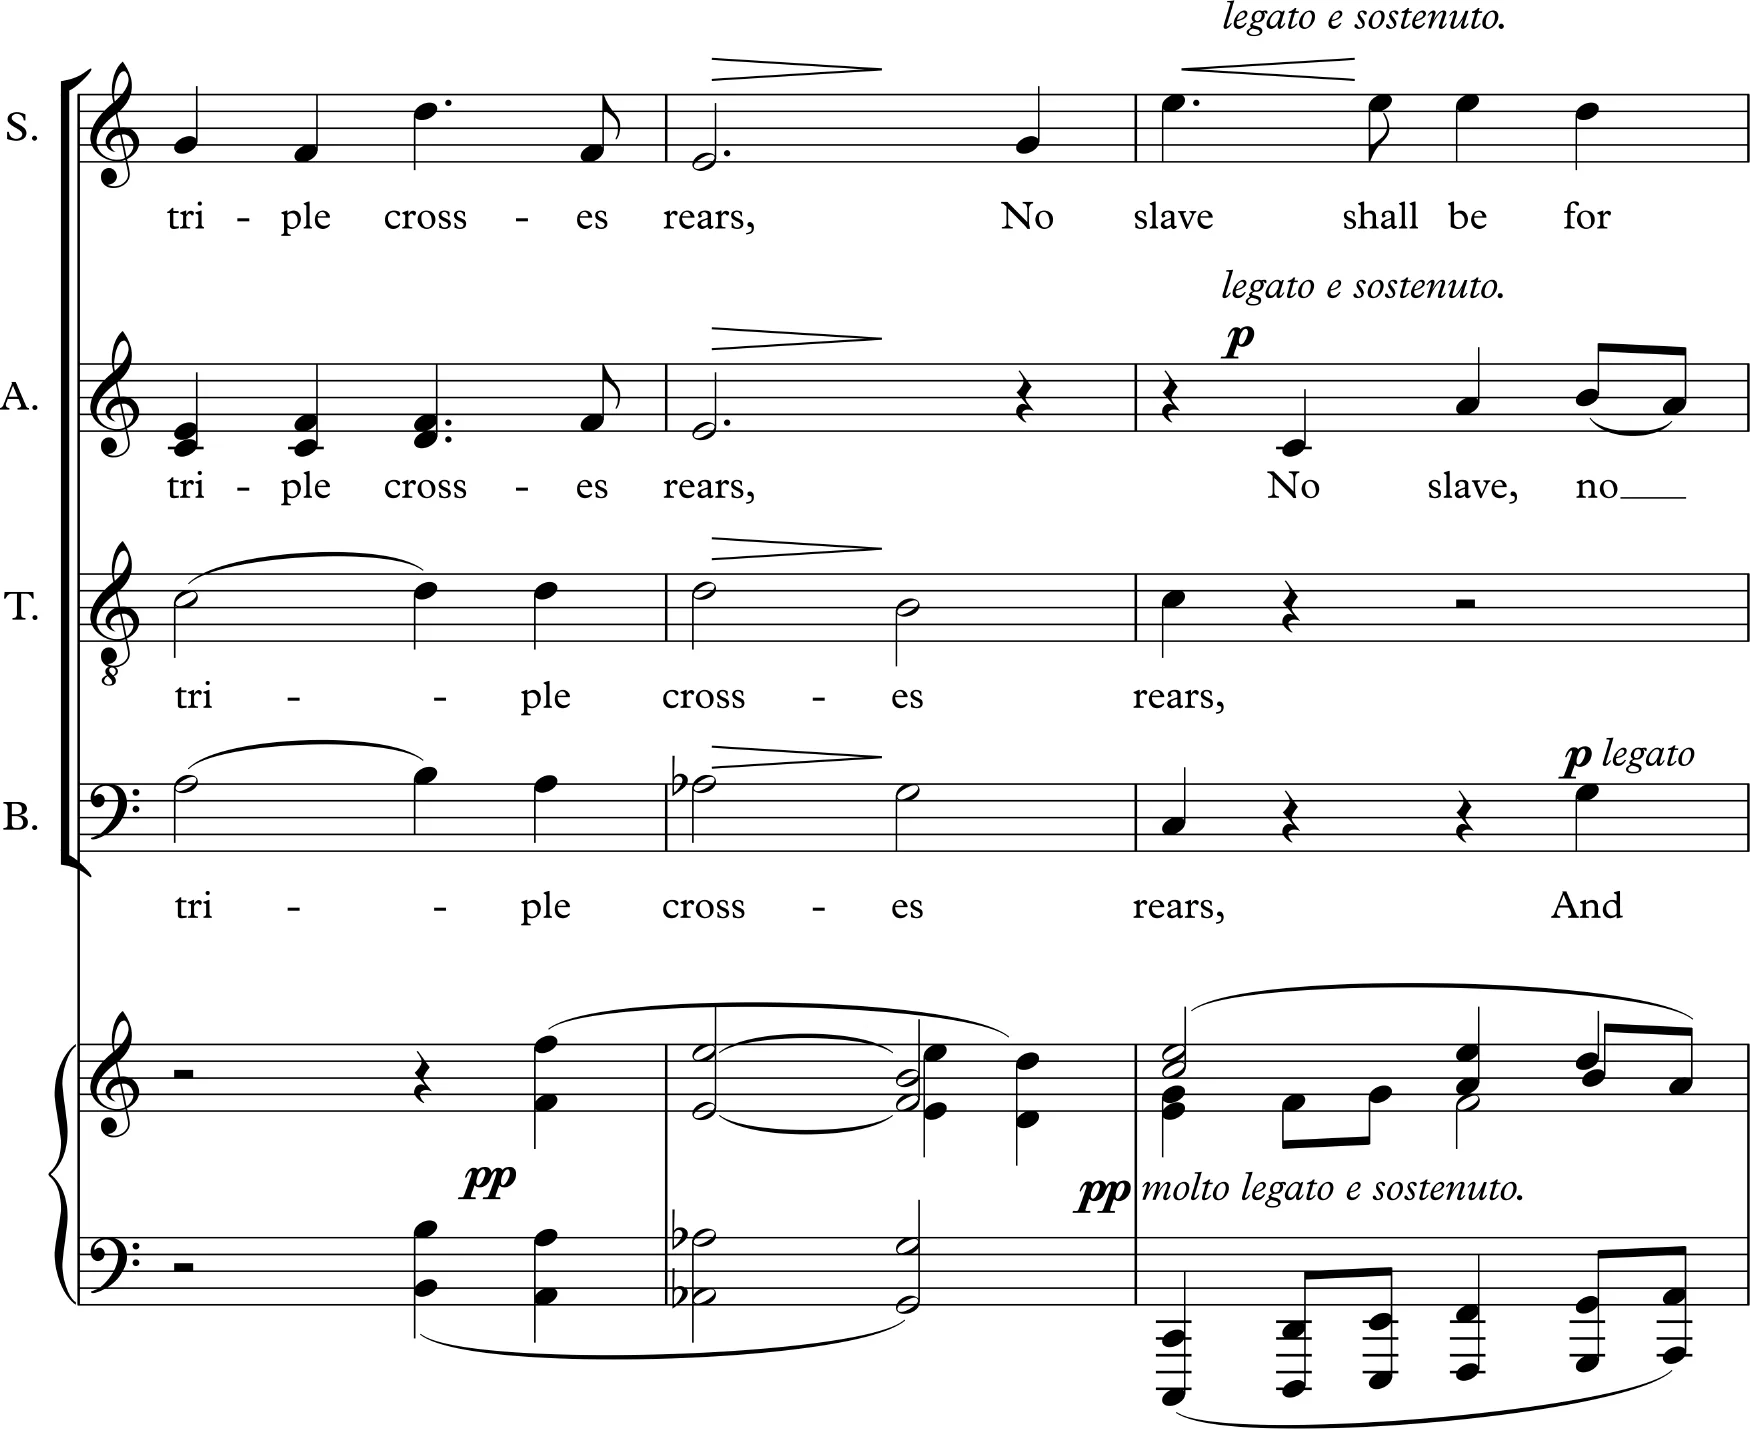 legato e sostenuto.
S.
tri - ple cross - es rears, No slave shall be for
legato e sostenuto.
p
A.
tri - ple cross - es rears, No slave, no
T.
8
tri - - ple cross - es rears,
p legato
B.
tri - - ple cross - es rears, And
pp
pp molto legato e sostenuto.